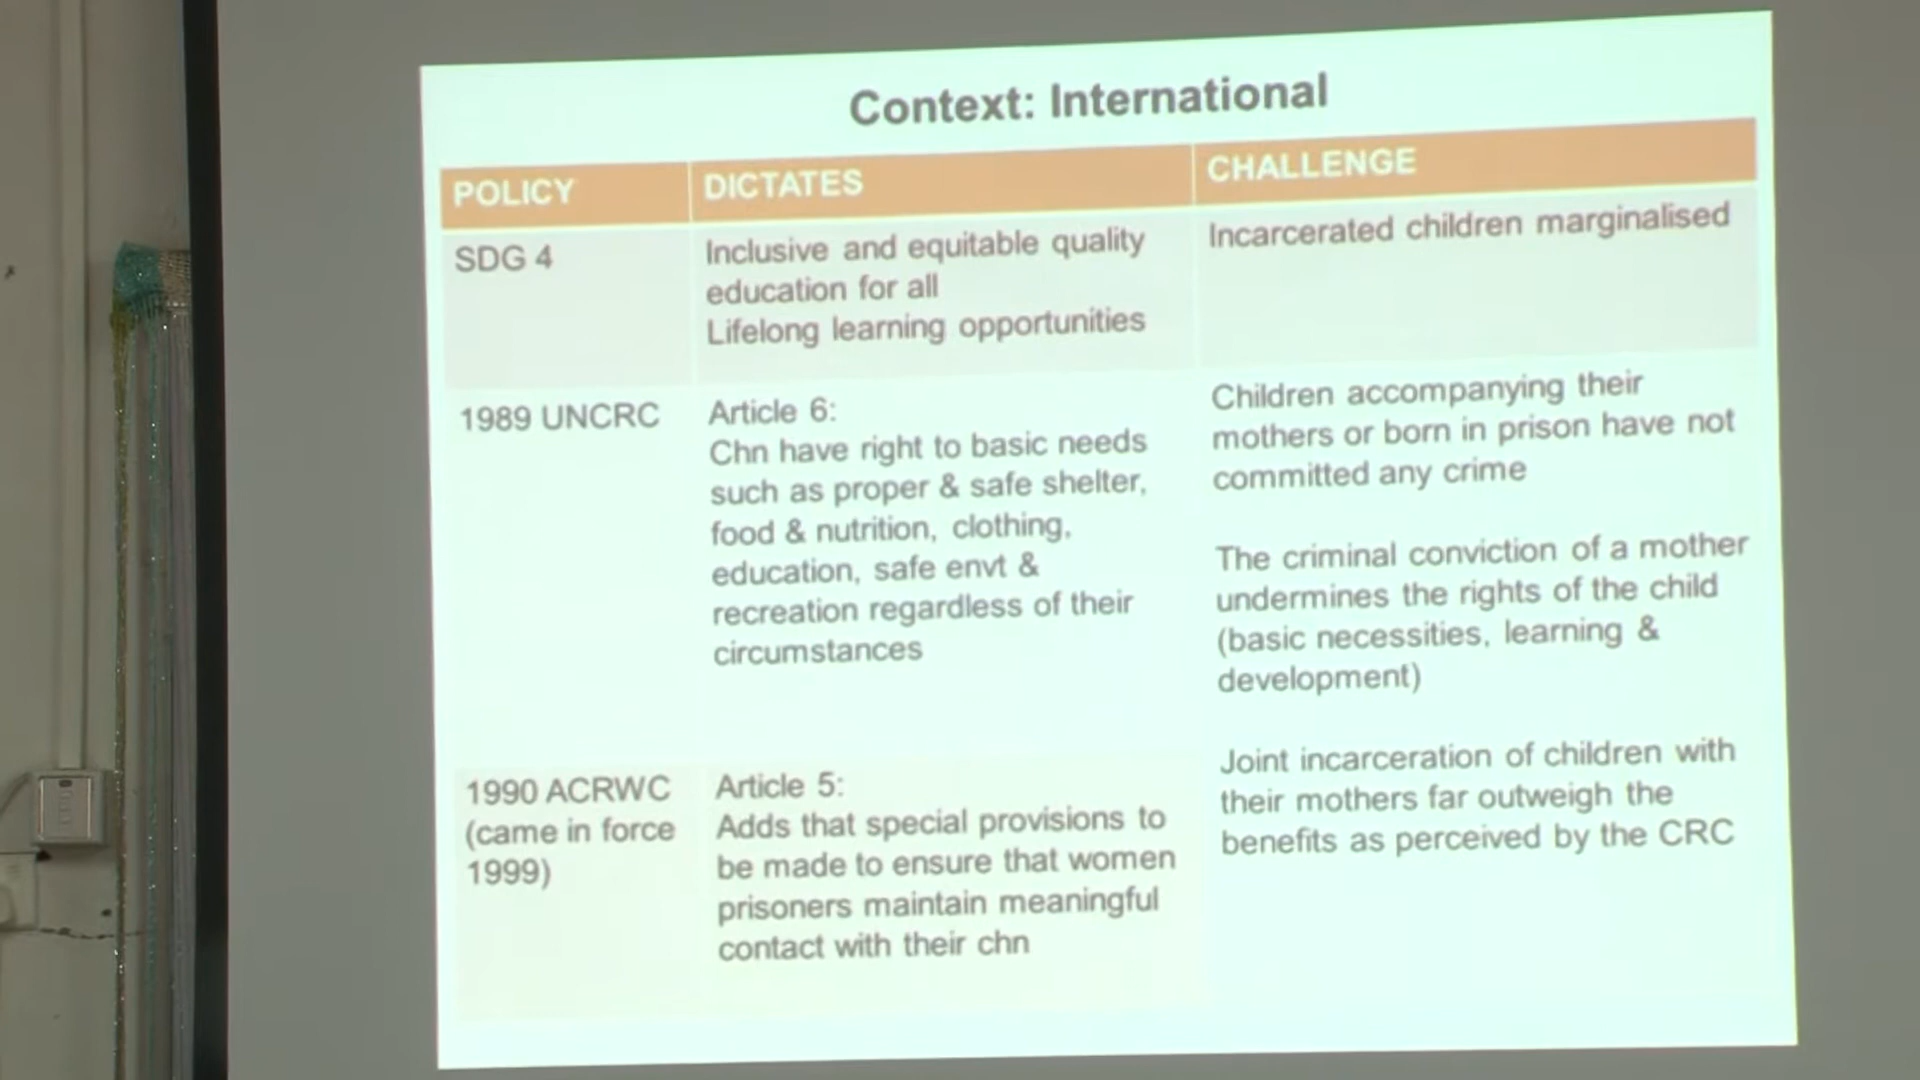 Context: International
POLICY
DICTATES
CHALLENGE
SDG 4
Inclusive and equitable quality
education for all
Lifelong learning opportunities
Incarcerated children marginalised
1989 UNCRC
Article 6:
Chn have right to basic needs
such as proper & safe shelter,
food & nutrition, clothing,
education, safe envt &
recreation regardless of their
circumstances
Children accompanying their
mothers or born in prison have not
committed any crime
The criminal conviction of a mother
undermines the rights of the child
(basic necessities, learning &
development)
1990 ACRWC
(came in force
1999)
Article 5:
Adds that special provisions to
be made to ensure that women
prisoners maintain meaningful
contact with their chn
Joint incarceration of children with
their mothers far outweigh the
benefits as perceived by the CRC